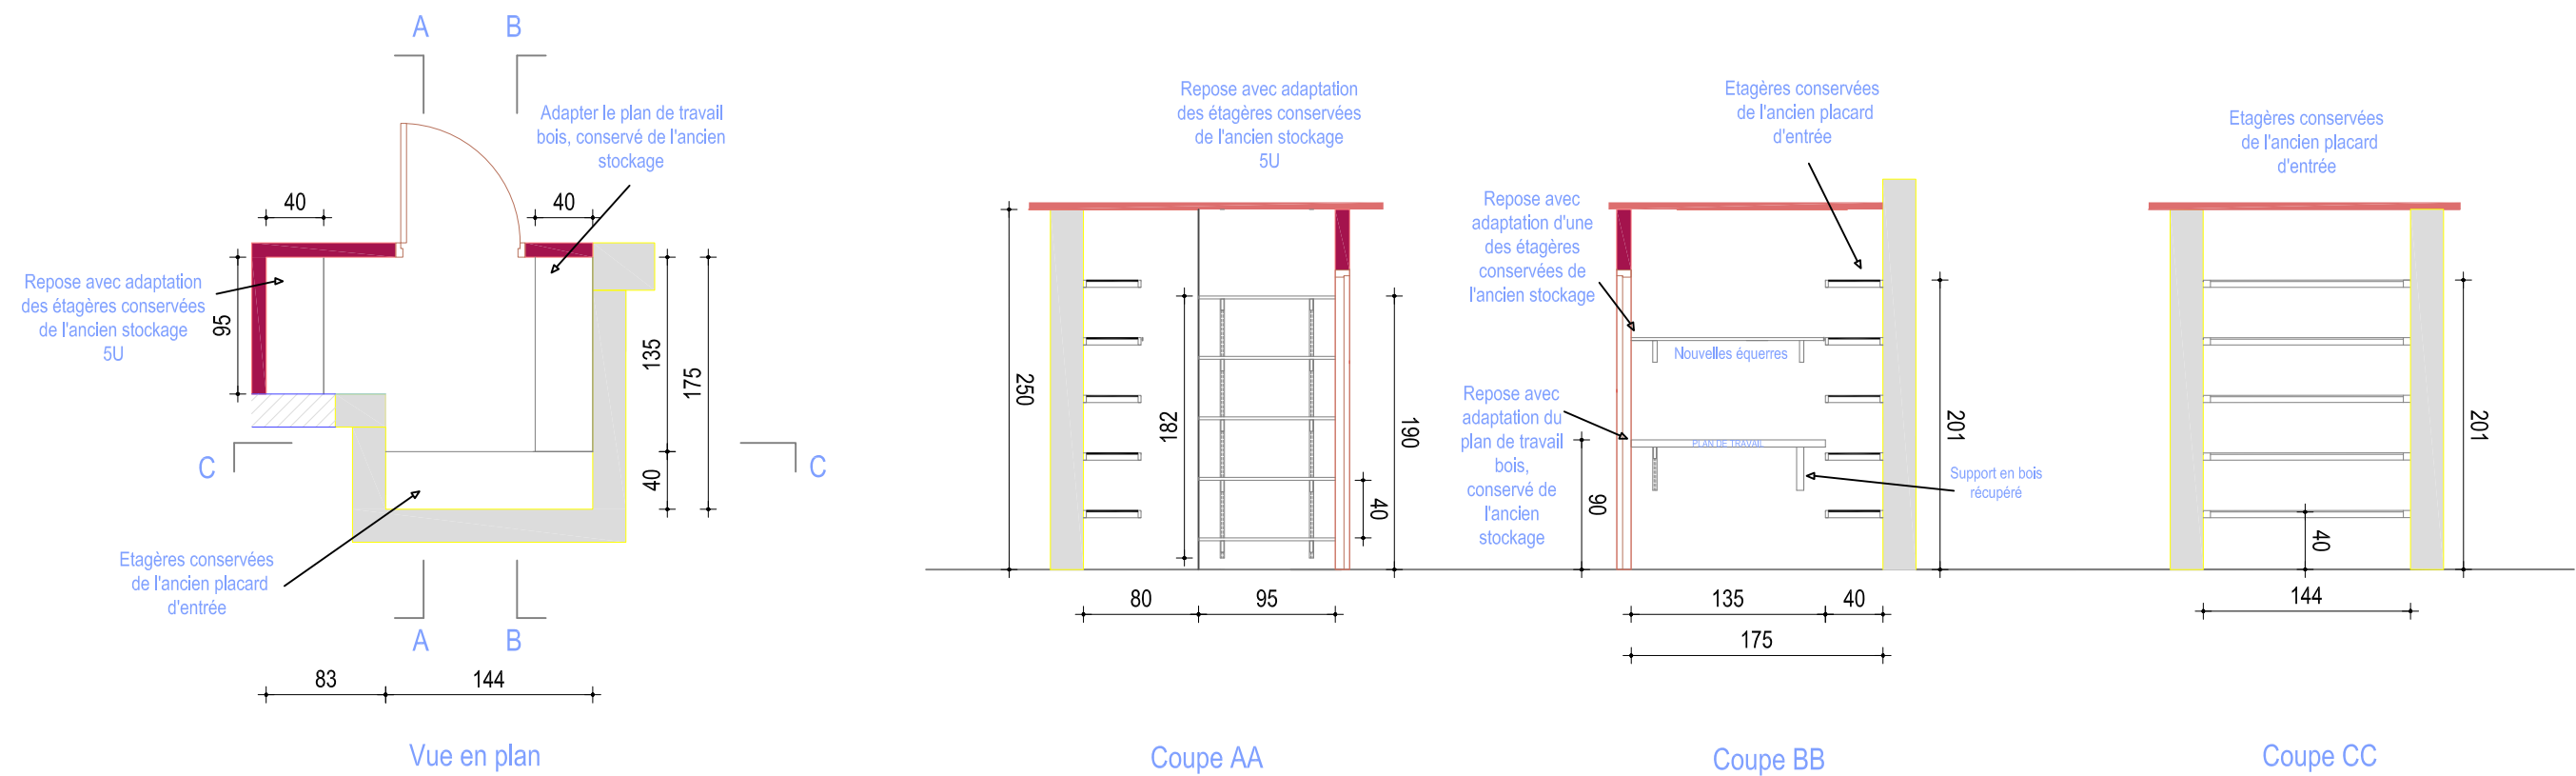 A
B
Adapter le plan de travail
bois, conservé de l'ancien
stockage
40
40
Repose avec adaptation
des étagères conservées
de l'ancien stockage
5U
95
135
175
40
C
C
Etagères conservées
de l'ancien placard
d'entrée
A
B
83
144
Vue en plan
Repose avec adaptation
des étagères conservées
de l'ancien stockage
5U
250
182
190
40
80
95
Coupe AA
Etagères conservées
de l'ancien placard
d'entrée
Repose avec
adaptation d'une
des étagères
conservées de
l'ancien stockage
Nouvelles équerres
Repose avec
adaptation du
plan de travail
bois,
conservé de
l'ancien
stockage
PLAN DE TRAVAIL
90
Support en bois
récupéré
201
135
40
175
Coupe BB
Etagères conservées
de l'ancien placard
d'entrée
201
40
144
Coupe CC